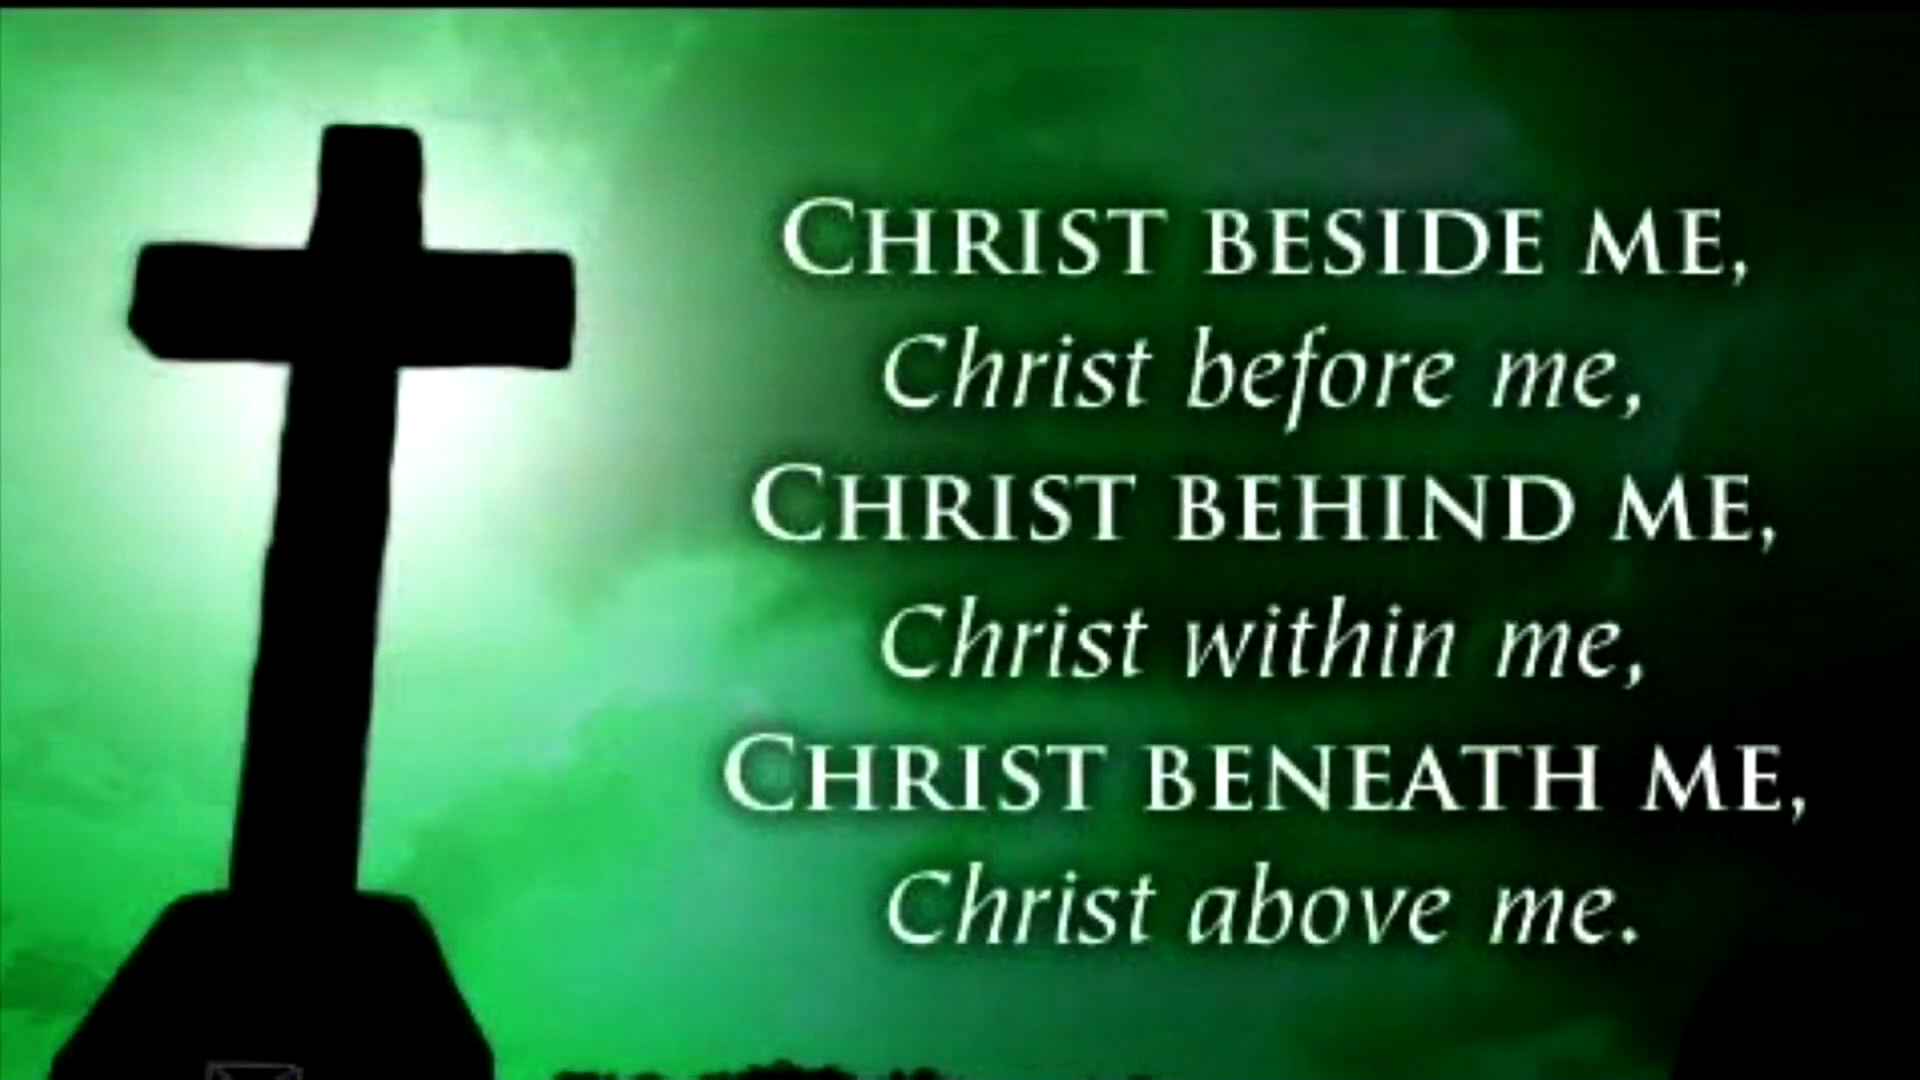 CHRIST BESIDE ME,
Christ before me,
CHRIST BEHIND ME,
Christ within me,
CHRIST BENEATH ME,
Christ above me.